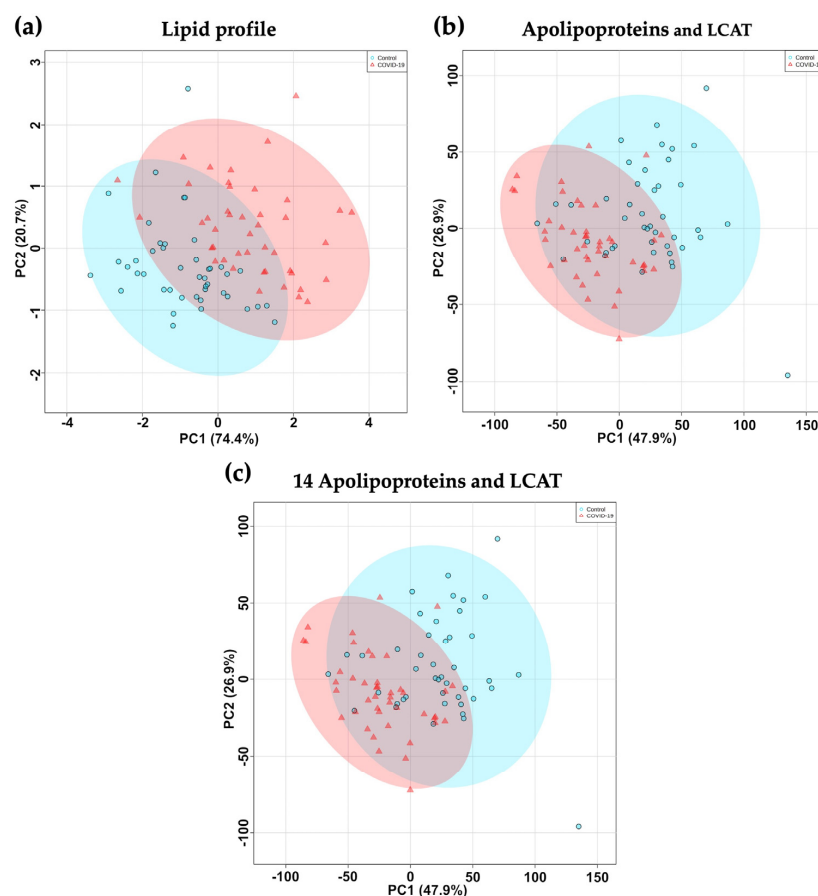 (a)
Lipid profile
Control
COVID-19
3
2
1
0
-1
-2
PC2 (20.7%)
-4
-2
0
2
4
PC1 (74.4%)
(b)
Apolipoproteins and LCAT
Control
COVID-1
100
50
0
-50
-100
PC2 (26.9%)
-100
-50
0
50
100
150
PC1 (47.9%)
(c)
14 Apolipoproteins and LCAT
Control
COVID-19
100
50
0
-50
-100
PC2 (26.9%)
-100
-50
0
50
100
150
PC1 (47.9%)